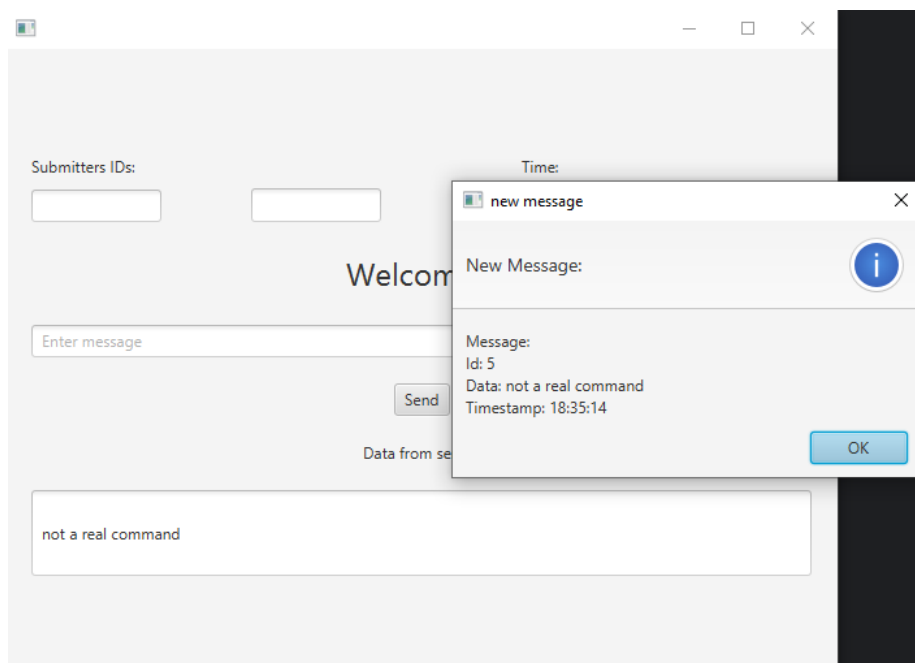 Submitters IDs:
Time:
new message
New Message:
i
Welcom
Enter message
Message:
Id: 5
Data: not a real command
Timestamp: 18:35:14
Send
OK
Data from se
not a real command